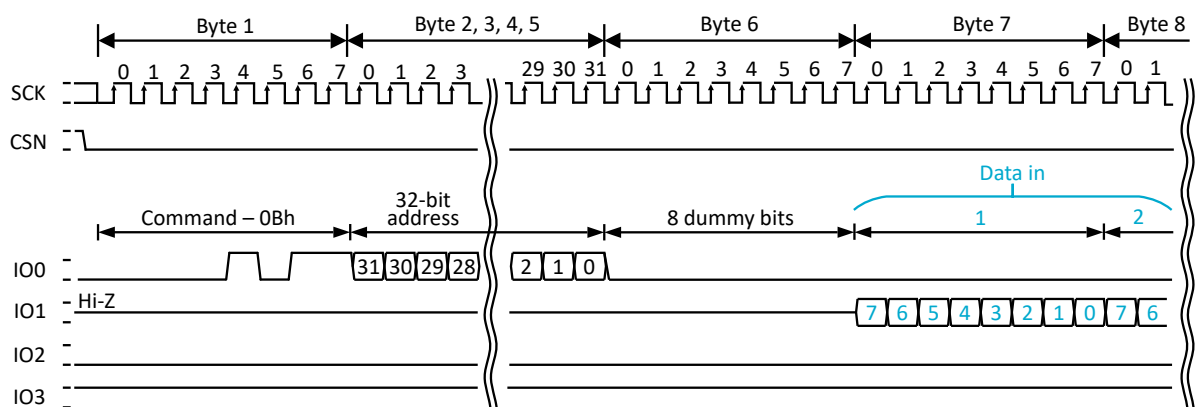 Byte 1 Byte 2, 3, 4, 5 Byte 6 Byte 7 Byte 8
0 1 2 3 4 5 6 7 0 1 2 3 29 30 31 0 1 2 3 4 5 6 7 0 1 2 3 4 5 6 7 0 1
SCK
CSN
Data in
32-bit
address
Command – 0Bh 8 dummy bits 1 2
IO0 31 30 29 28 2 1 0
IO1 Hi-Z 7 6 5 4 3 2 1 0 7 6
IO2
IO3